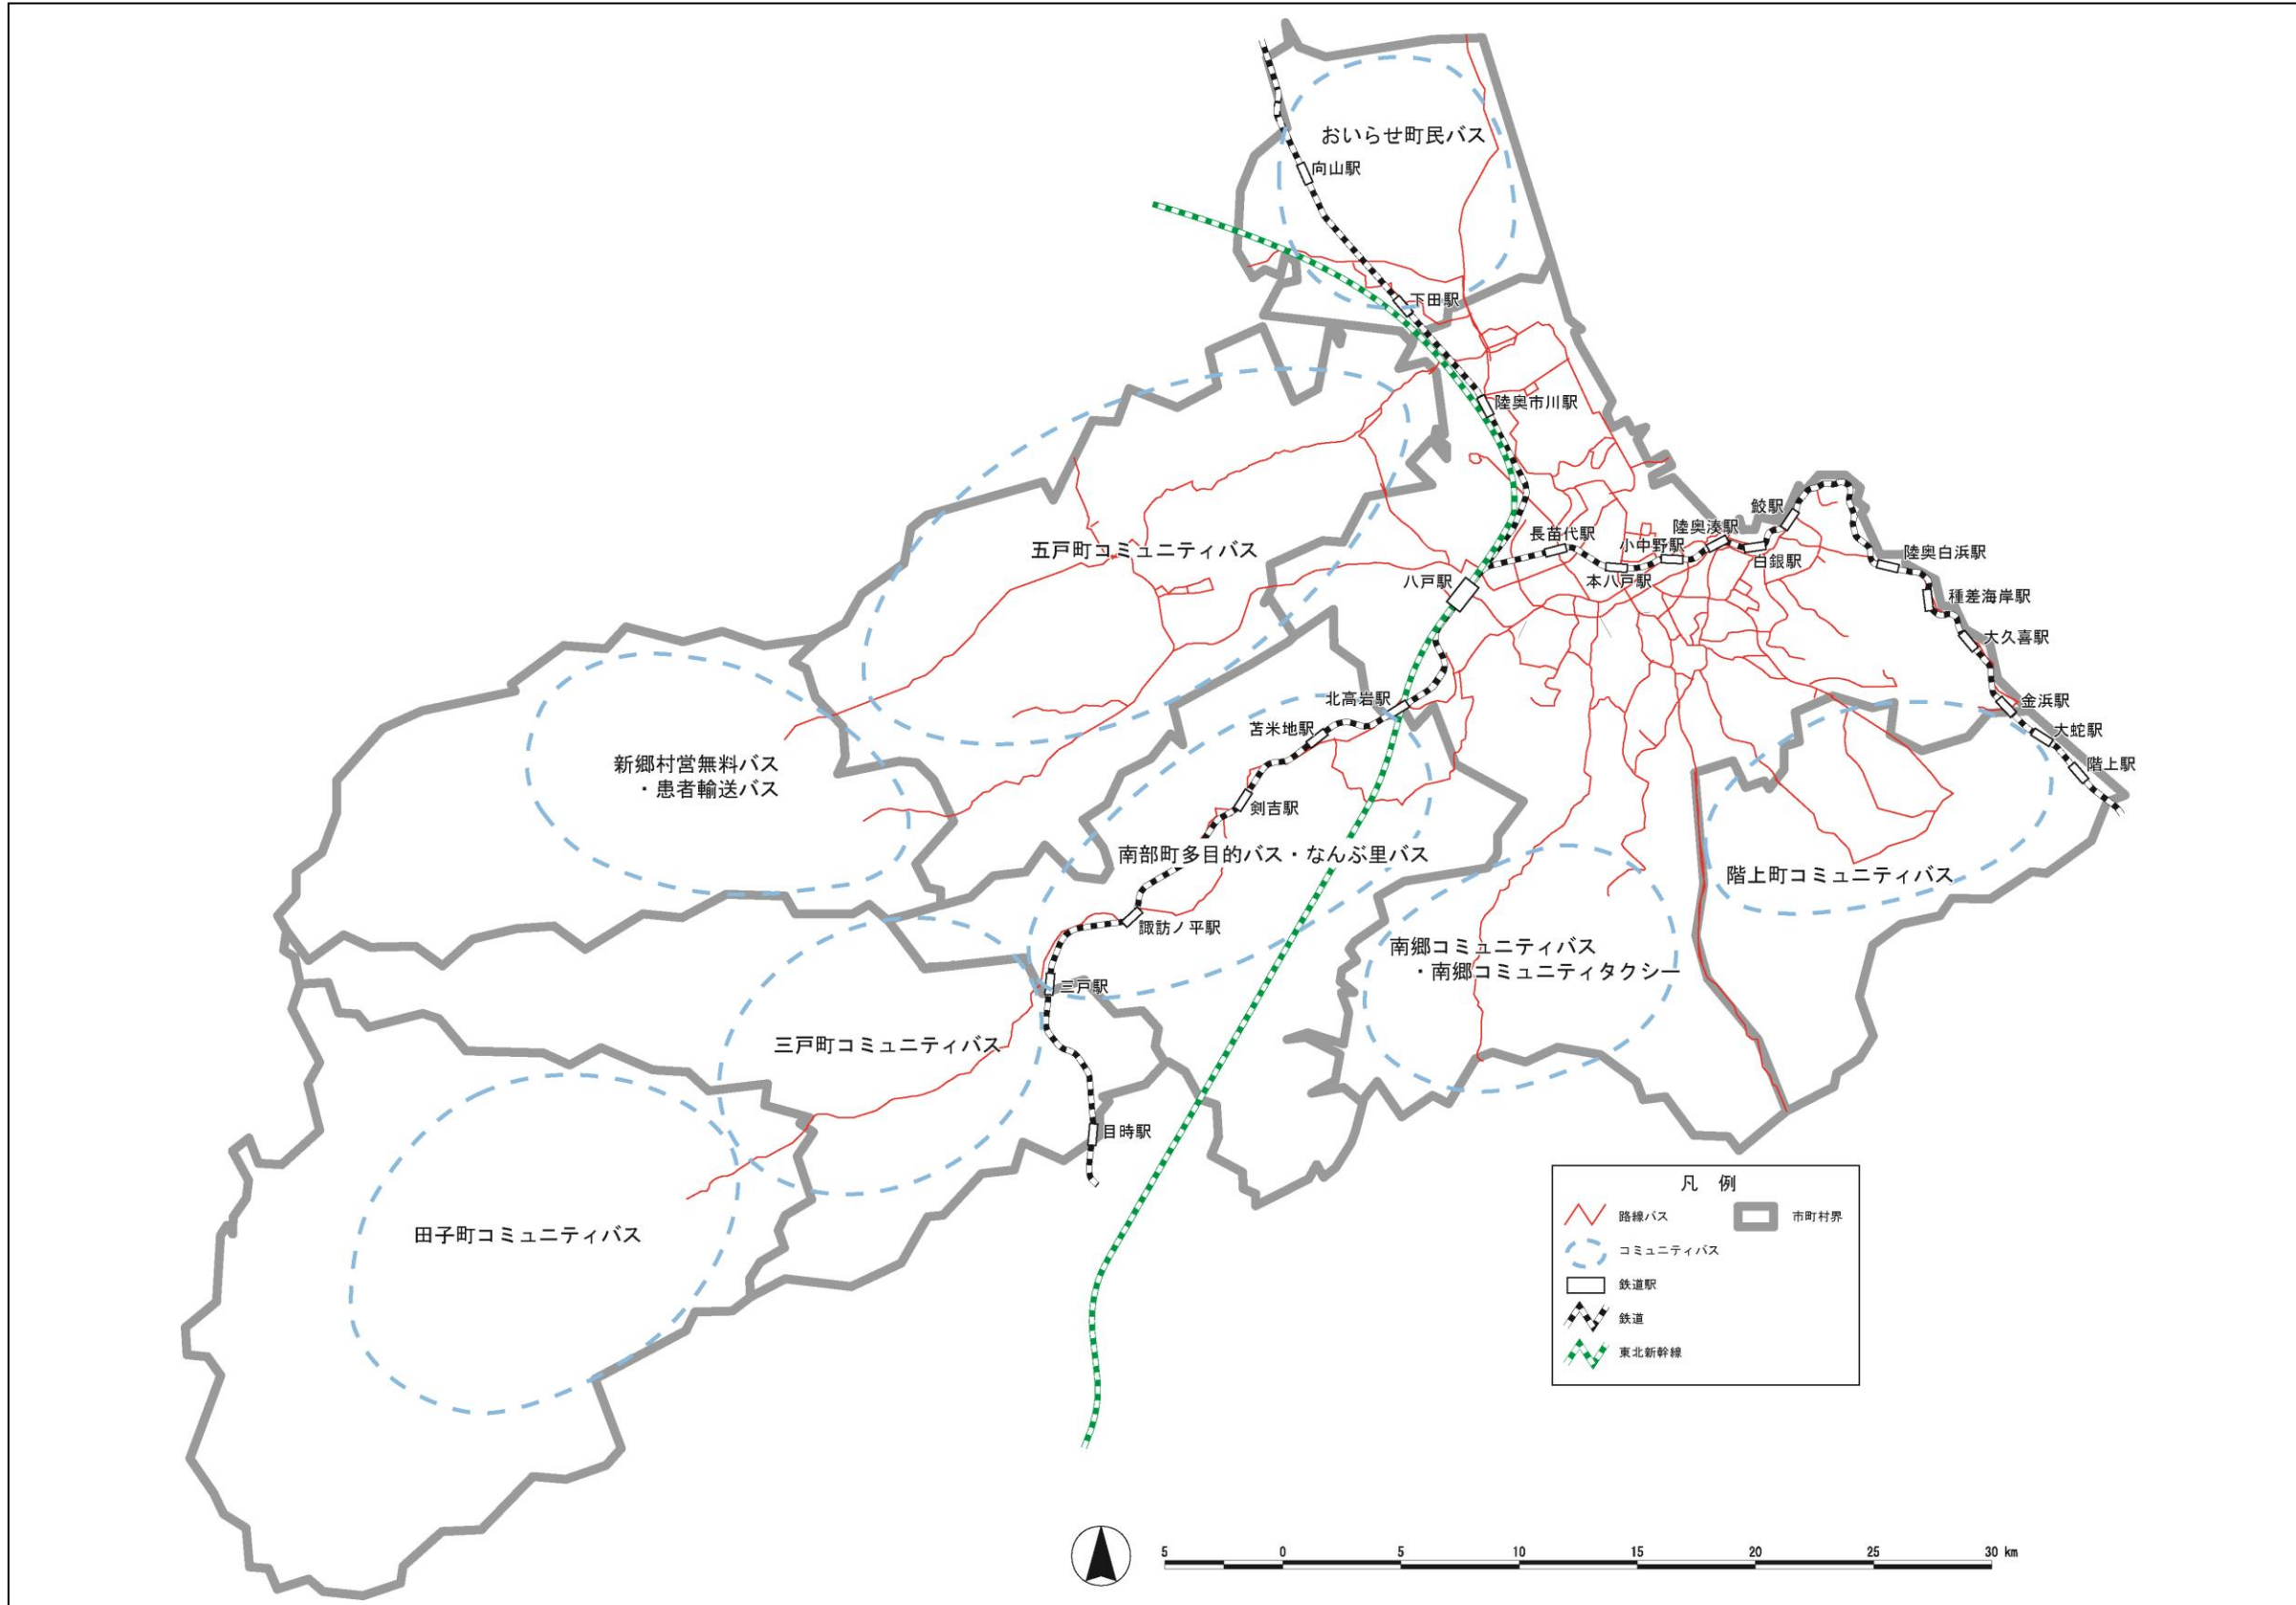 おいらせ町民バス
向山駅
下田駅
陸奥市川駅
鮫駅
陸奥湊駅
長苗代駅
小中野駅
五戸町コミュニティバス
陸奥白浜駅
白銀駅
八戸駅
本八戸駅
種差海岸駅
大久喜駅
北高岩駅
金浜駅
苫米地駅
大蛇駅
新郷村営無料バス
・患者輸送バス
階上駅
剣吉駅
南部町多目的バス・なんぶ里バス
階上町コミュニティバス
諏訪ノ平駅
南郷コミュニティバス
・南郷コミュニティタクシー
三戸駅
三戸町コミュニティバス
目時駅
田子町コミュニティバス
凡 例
路線バス
市町村界
コミュニティバス
鉄道駅
鉄道
東北新幹線
5 0 5 10 15 20 25 30 km